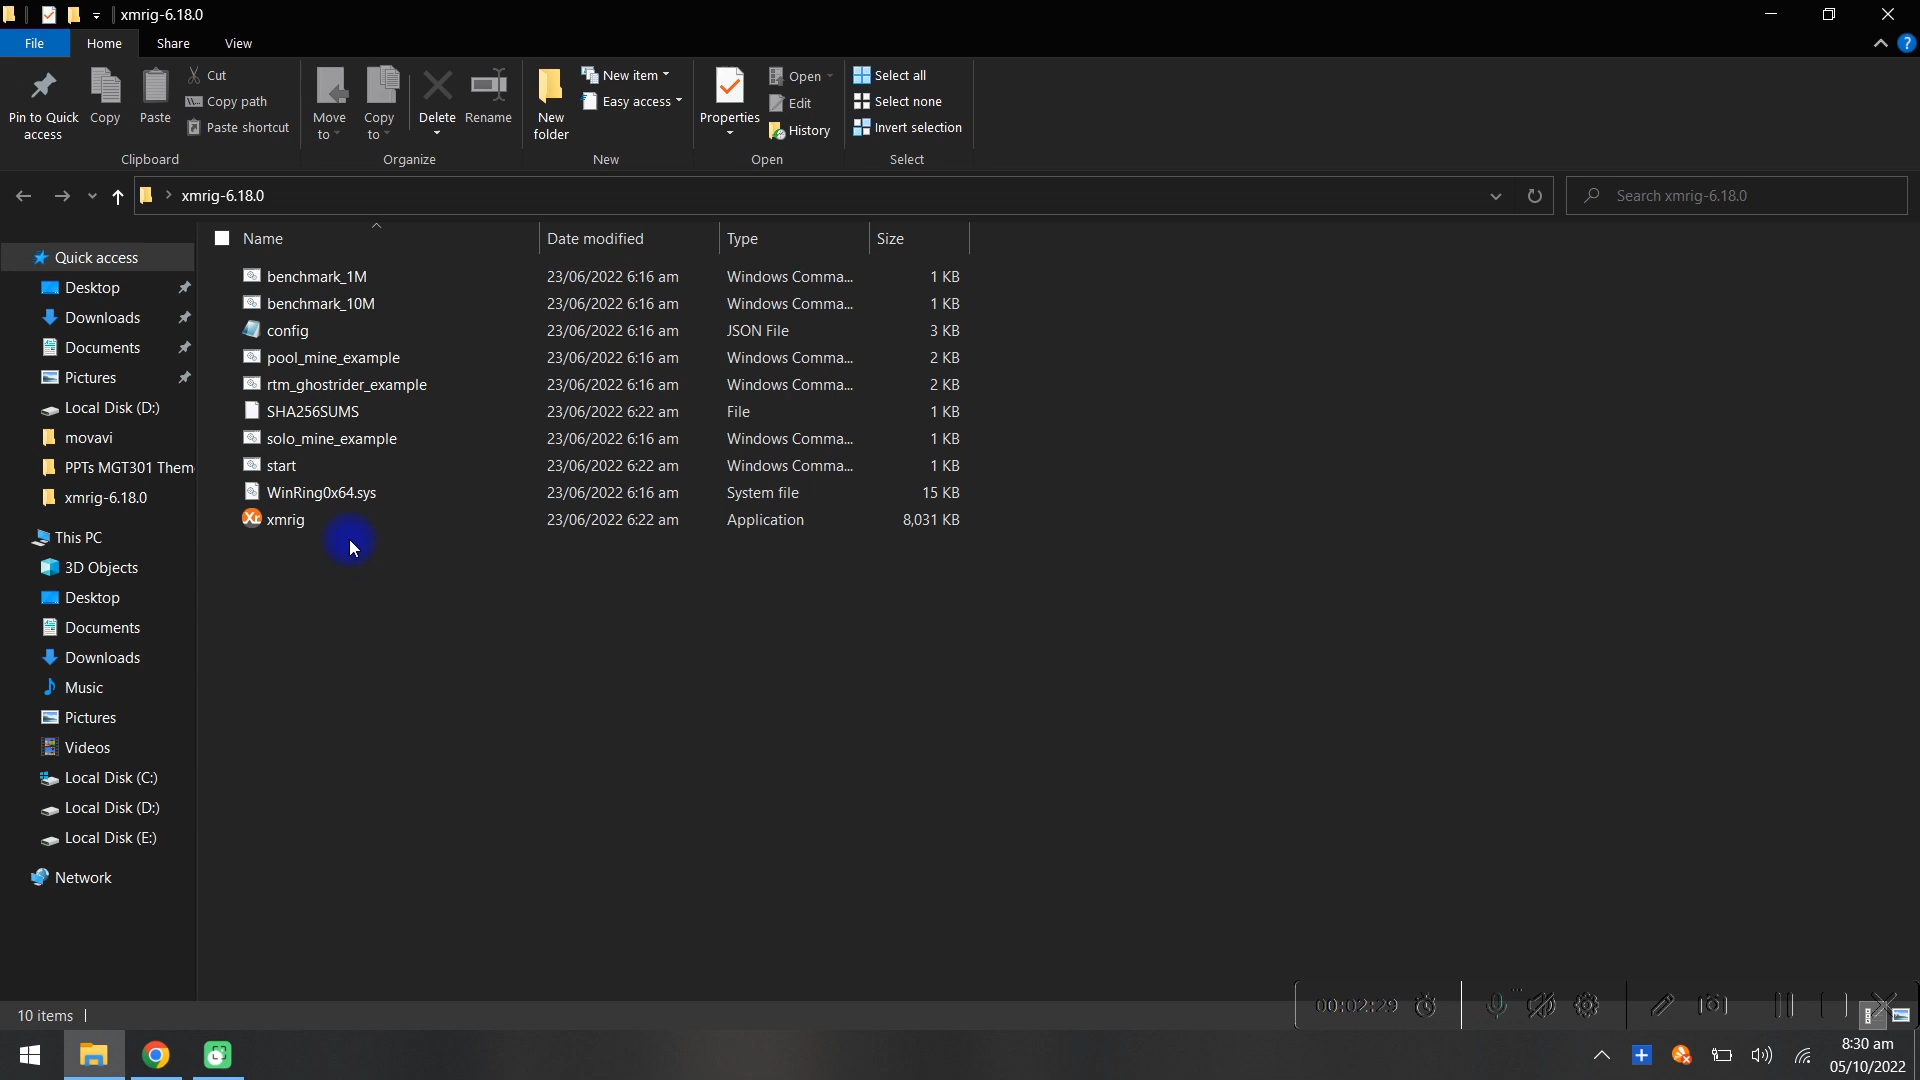 xmrig-6.18.0
File Home Share View
Pin to Quick access
Copy
Paste
Cut
Copy path
Paste shortcut
Move to
Copy to
Delete
Rename
New folder
New item
Easy access
Properties
Open
Edit
History
Select all
Select none
Invert selection
Clipboard Organize New Open Select
xmrig-6.18.0
Search xmrig-6.18.0
Name Date modified Type Size
benchmark_1M 23/06/2022 6:16 am Windows Comma... 1 KB
benchmark_10M 23/06/2022 6:16 am Windows Comma... 1 KB
config 23/06/2022 6:16 am JSON File 3 KB
pool_mine_example 23/06/2022 6:16 am Windows Comma... 2 KB
rtm_ghostrider_example 23/06/2022 6:16 am Windows Comma... 2 KB
SHA256SUMS 23/06/2022 6:22 am File 1 KB
solo_mine_example 23/06/2022 6:16 am Windows Comma... 1 KB
start 23/06/2022 6:22 am Windows Comma... 1 KB
WinRing0x64.sys 23/06/2022 6:16 am System file 15 KB
xmrig 23/06/2022 6:22 am Application 8,031 KB
Quick access
Desktop
Downloads
Documents
Pictures
Local Disk (D:)
movavi
PPTs MGT301 Them
xmrig-6.18.0
This PC
3D Objects
Desktop
Documents
Downloads
Music
Pictures
Videos
Local Disk (C:)
Local Disk (D:)
Local Disk (E:)
Network
10 items
00:02:29
8:30 am
05/10/2022